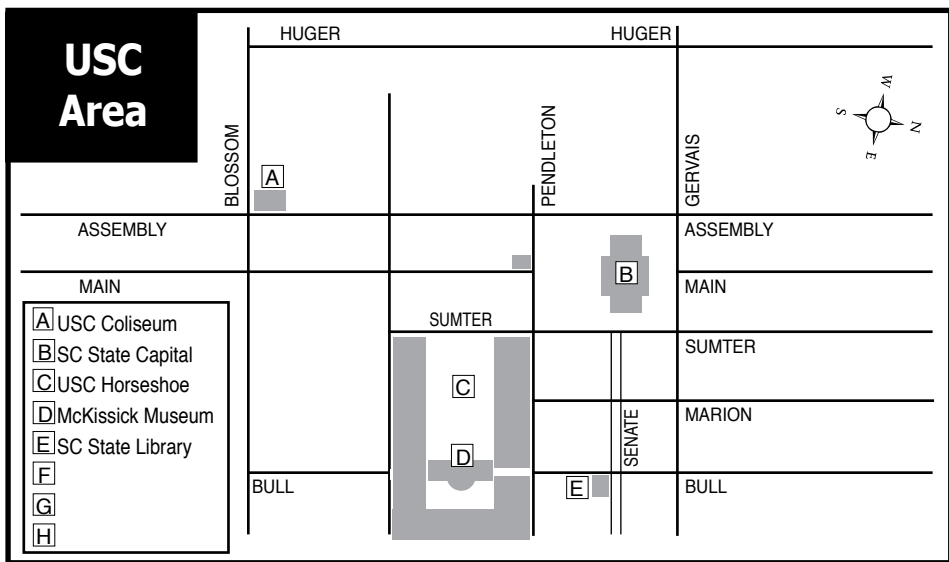 USC
Area
HUGER
HUGER
W
S
N
E
BLOSSOM
PENDLETON
GERVAIS
A
ASSEMBLY
ASSEMBLY
B
MAIN
MAIN
A USC Coliseum
B SC State Capital
C USC Horseshoe
D McKissick Museum
E SC State Library
F
G
H
SUMTER
SUMTER
C
MARION
SENATE
D
E
BULL
BULL